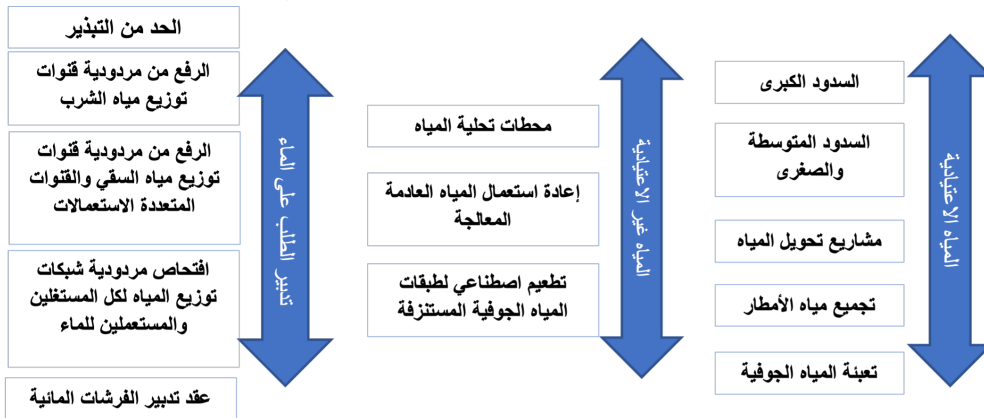 المياه الاعتيادية
السدود الكبرى
السدود المتوسطة
والصغرى
مشاريع تحويل المياه
تجميع مياه الأمطار
تعبئة المياه الجوفية
المياه غير الاعتيادية
محطات تحلية المياه
إعادة استعمال المياه العادمة
المعالجة
تطعيم اصطناعي لطبقات
المياه الجوفية المستنزفة
تدبير الطلب على الماء
الحد من التبذير
الرفع من مردودية قنوات
توزيع مياه الشرب
الرفع من مردودية قنوات
توزيع مياه السقي والقنوات
المتعددة الاستعمالات
افتحاص مردودية شبكات
توزيع المياه لكل المستغلين
والمستعملين للماء
عقد تدبير الفرشات المائية